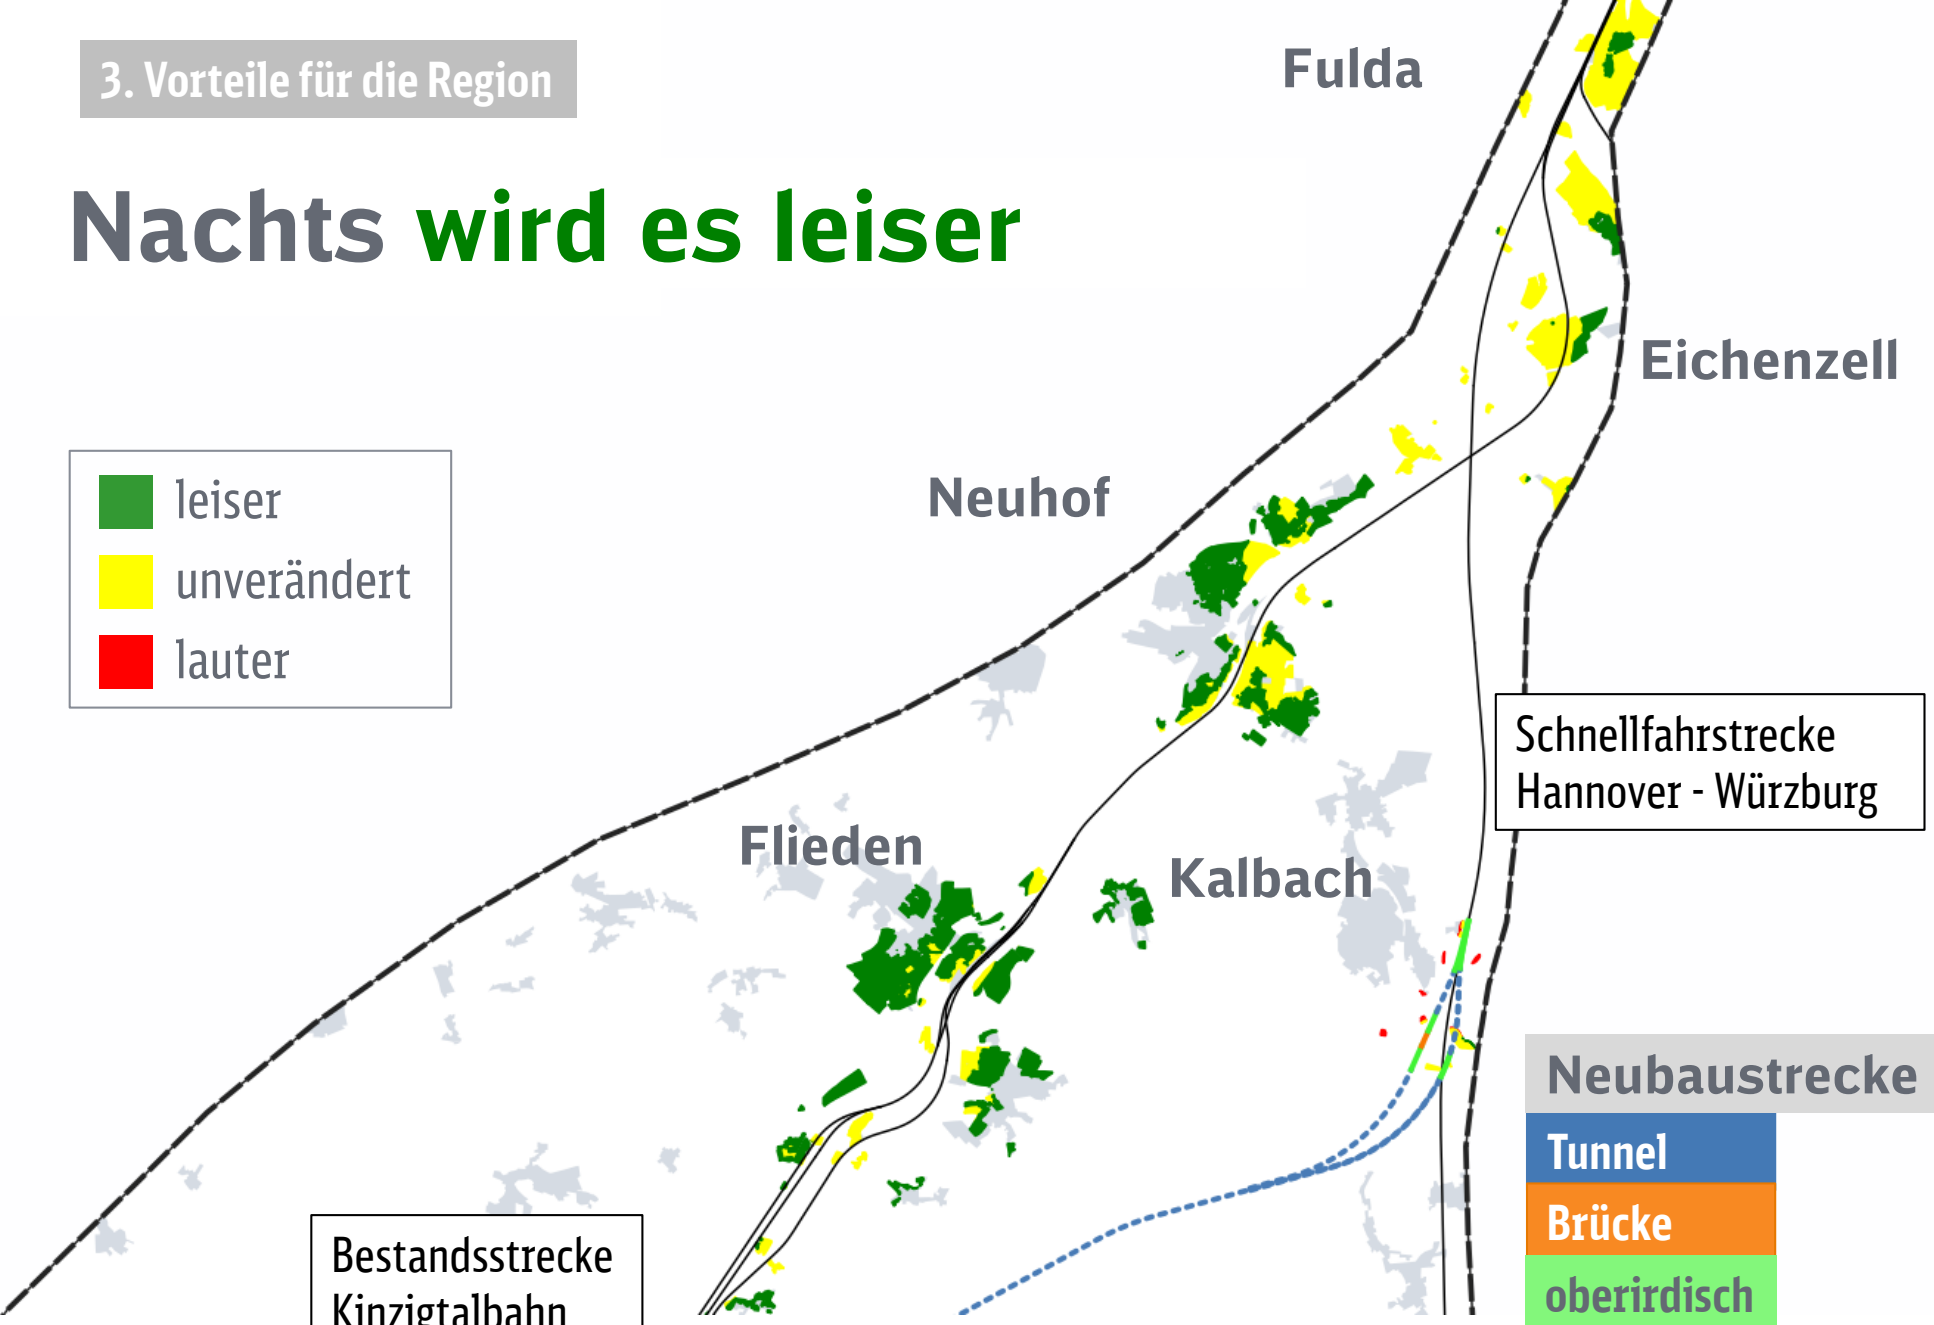 3. Vorteile für die Region
Nachts wird es leiser
Fulda
Eichenzell
Neuhof
leiser
unverändert
lauter
Schnellfahrstrecke
Hannover - Würzburg
Flieden
Kalbach
Neubaustrecke
Tunnel
Brücke
oberirdisch
Bestandsstrecke
Kinzigtalbahn